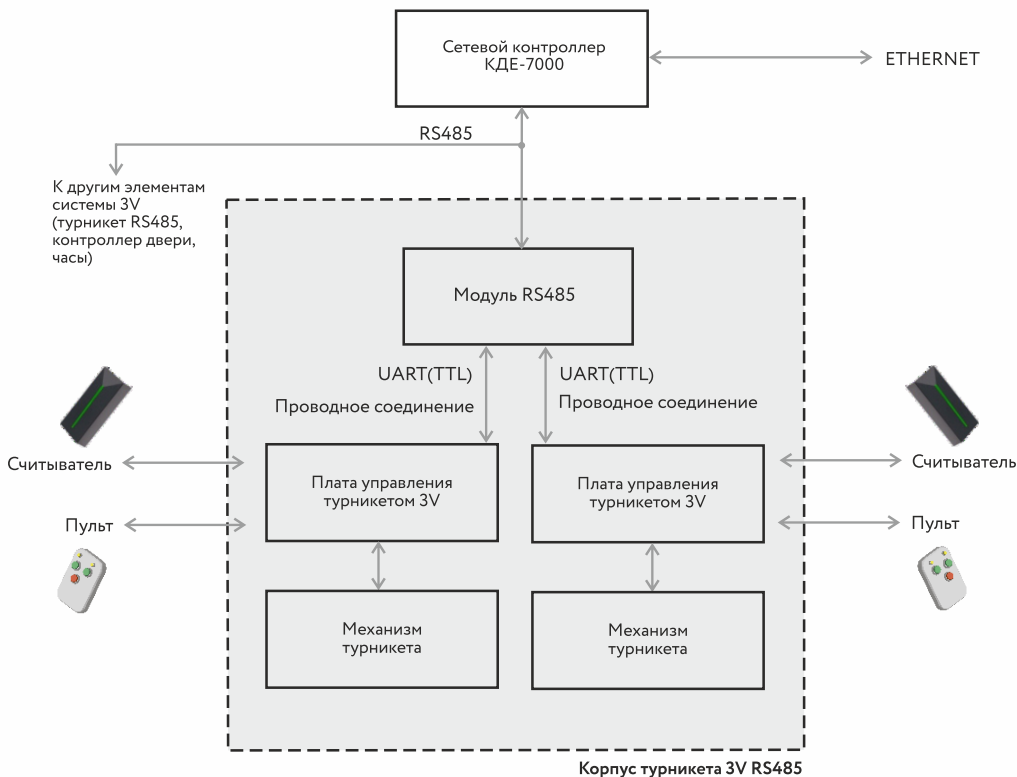 Сетевой контроллер
КДЕ-7000
ETHERNET
RS485
К другим элементам
системы 3V
(турникет RS485,
контроллер двери,
часы)
Модуль RS485
UART(TTL)
Проводное соединение
UART(TTL)
Проводное соединение
Считыватель
Пульт
Плата управления
турникетом 3V
Плата управления
турникетом 3V
Считыватель
Пульт
Механизм
турникета
Механизм
турникета
Корпус турникета 3V RS485